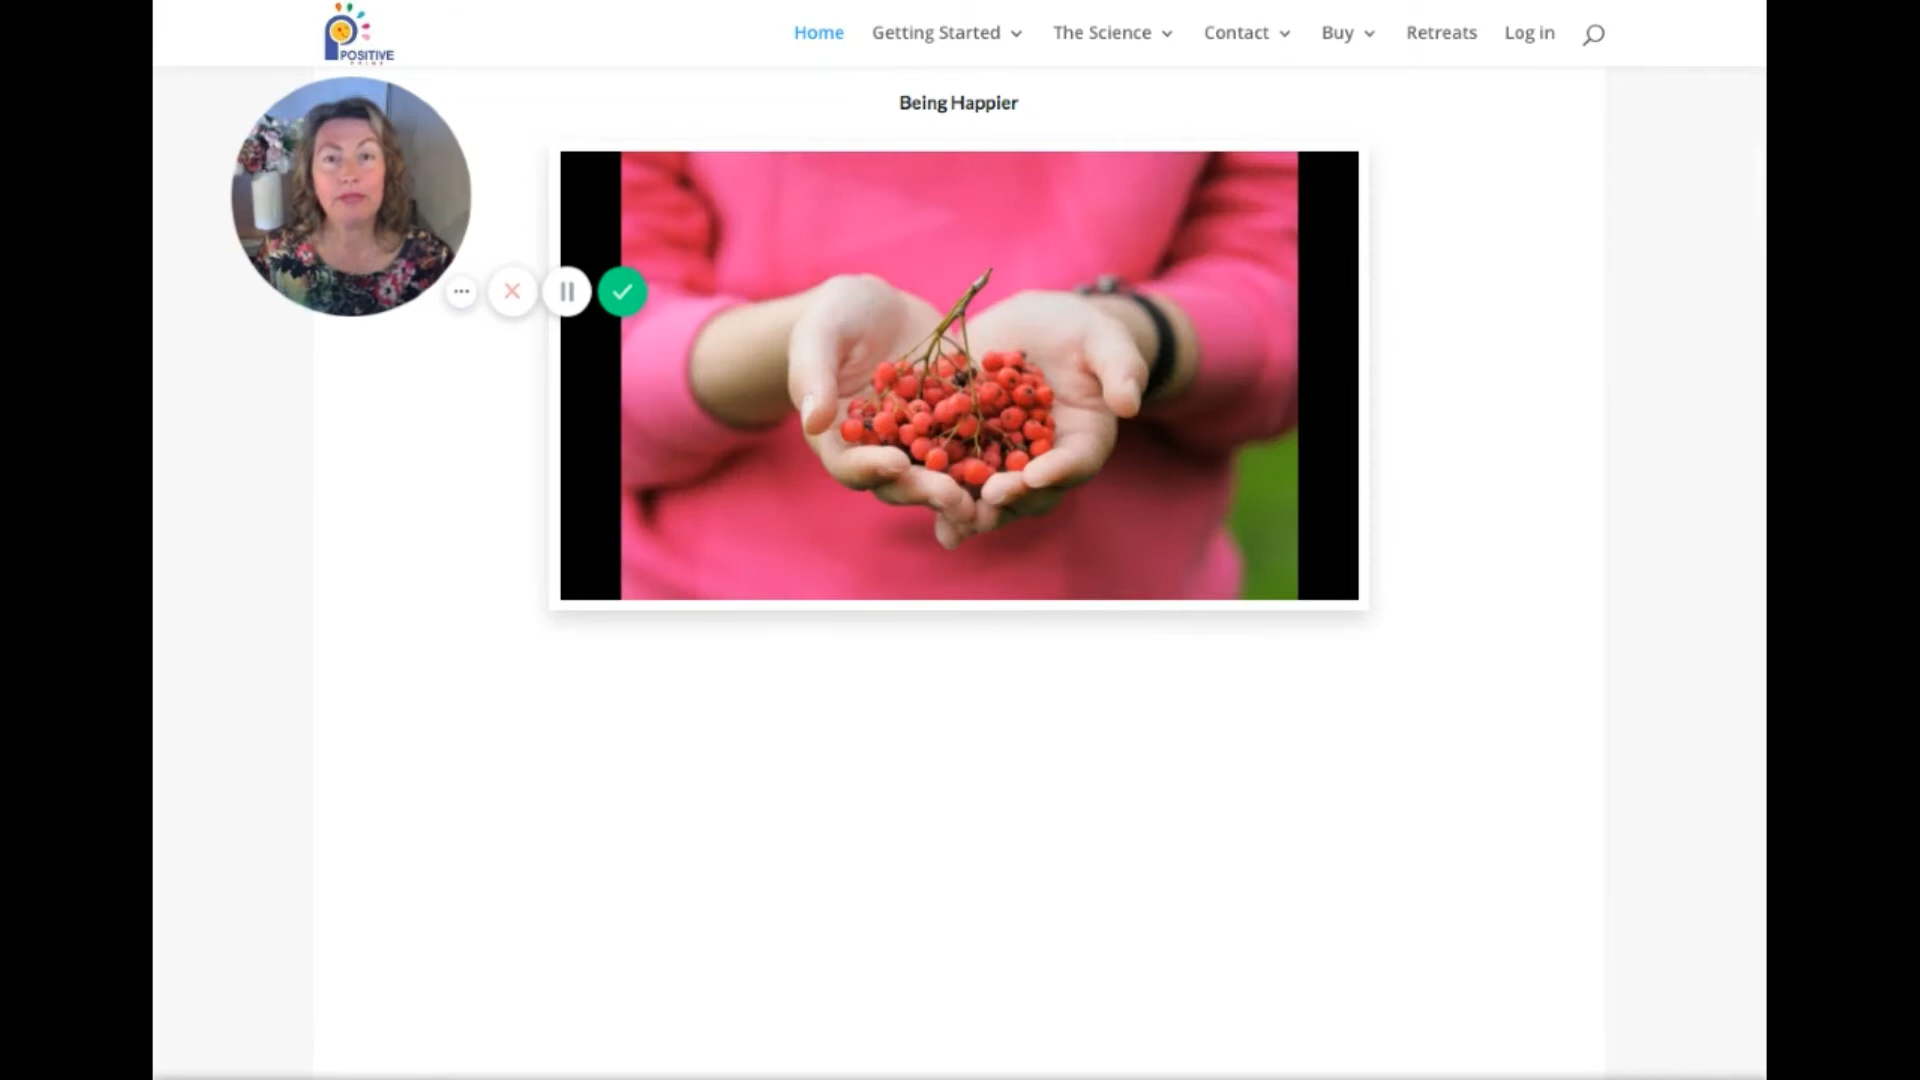 Home Getting Started The Science Contact Buy Retreats Log in
POSITIVE
Being Happier